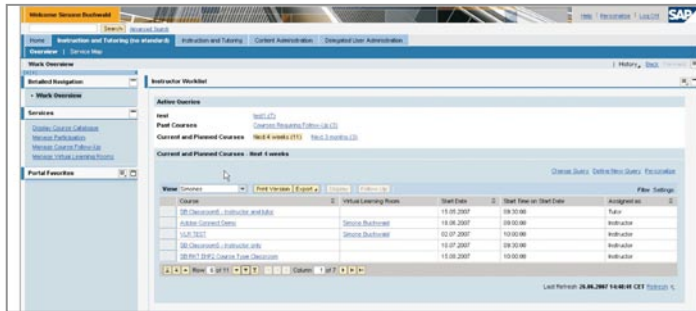 Welcome Simone Buchwald
Help | Personalize | Log Off SAP
Search Advanced Search
Home Instruction and Tutoring (no standard) Instruction and Tutoring Content Administration Delegated User Administration
Overview | Service Map
Work Overview | History, Back
Detailed Navigation
Instructor Worklist
• Work Overview
Active Queries
Services
test test1 (7)
Past Courses Courses Requiring Follow-Up (3)
Display Course Catalogue
Current and Planned Courses Next 4 weeks (11) Next 3 months (3)
Manage Participation
Manage Course Follow-Up
Manage Virtual Learning Rooms
Current and Planned Courses - Next 4 weeks
Portal Favorites
Change Query Define New Query Personalize
View Simones Print Version Export Display Follow Up Filter Settings
Course Virtual Learning Room Start Date Start Time on Start Date Assigned as
SB Classroom5 - Instructor and tutor 15.05.2007 09:30:00 Tutor
Adobe Connect Demo Simone Buchwald 18.06.2007 09:00:00 Instructor
VLR TEST Simone Buchwald 02.07.2007 10:00:00 Instructor
SB Classroom5 - Instructor only 10.07.2007 09:30:00 Instructor
SB PAT EHP2 Course Type Classroom 15.08.2007 10:00:00 Instructor
Row 6 of 11 Column 1 of 7
Last Refresh 26.06.2007 14:40:41 CET Refresh